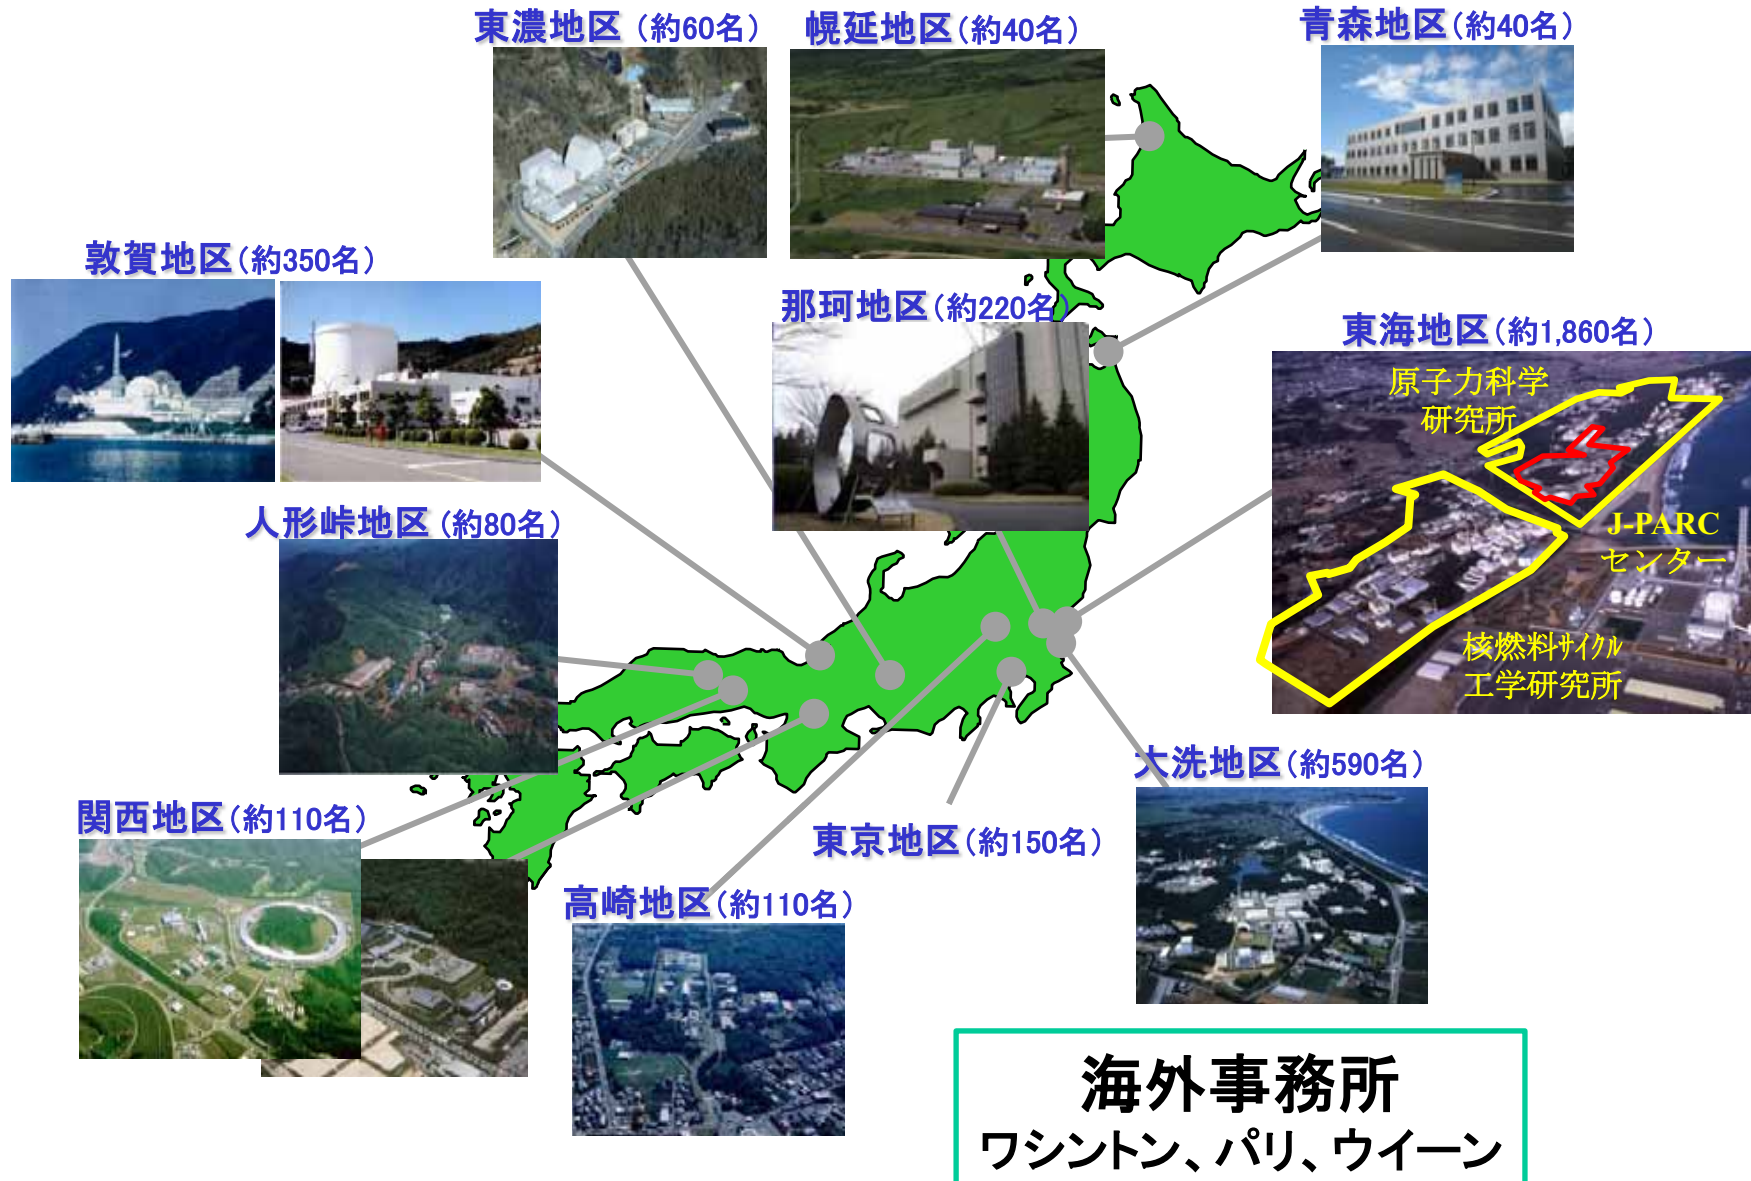 東濃地区（約60名）
幌延地区（約40名）
青森地区（約40名）
敦賀地区（約350名）
那珂地区（約220名）
東海地区（約1,860名）
原子力科学
研究所
J-PARC
センター
核燃料ｻｲｸﾙ
工学研究所
人形峠地区（約80名）
大洗地区（約590名）
関西地区（約110名）
東京地区（約150名）
高崎地区（約110名）
海外事務所
ワシントン、パリ、ウイーン